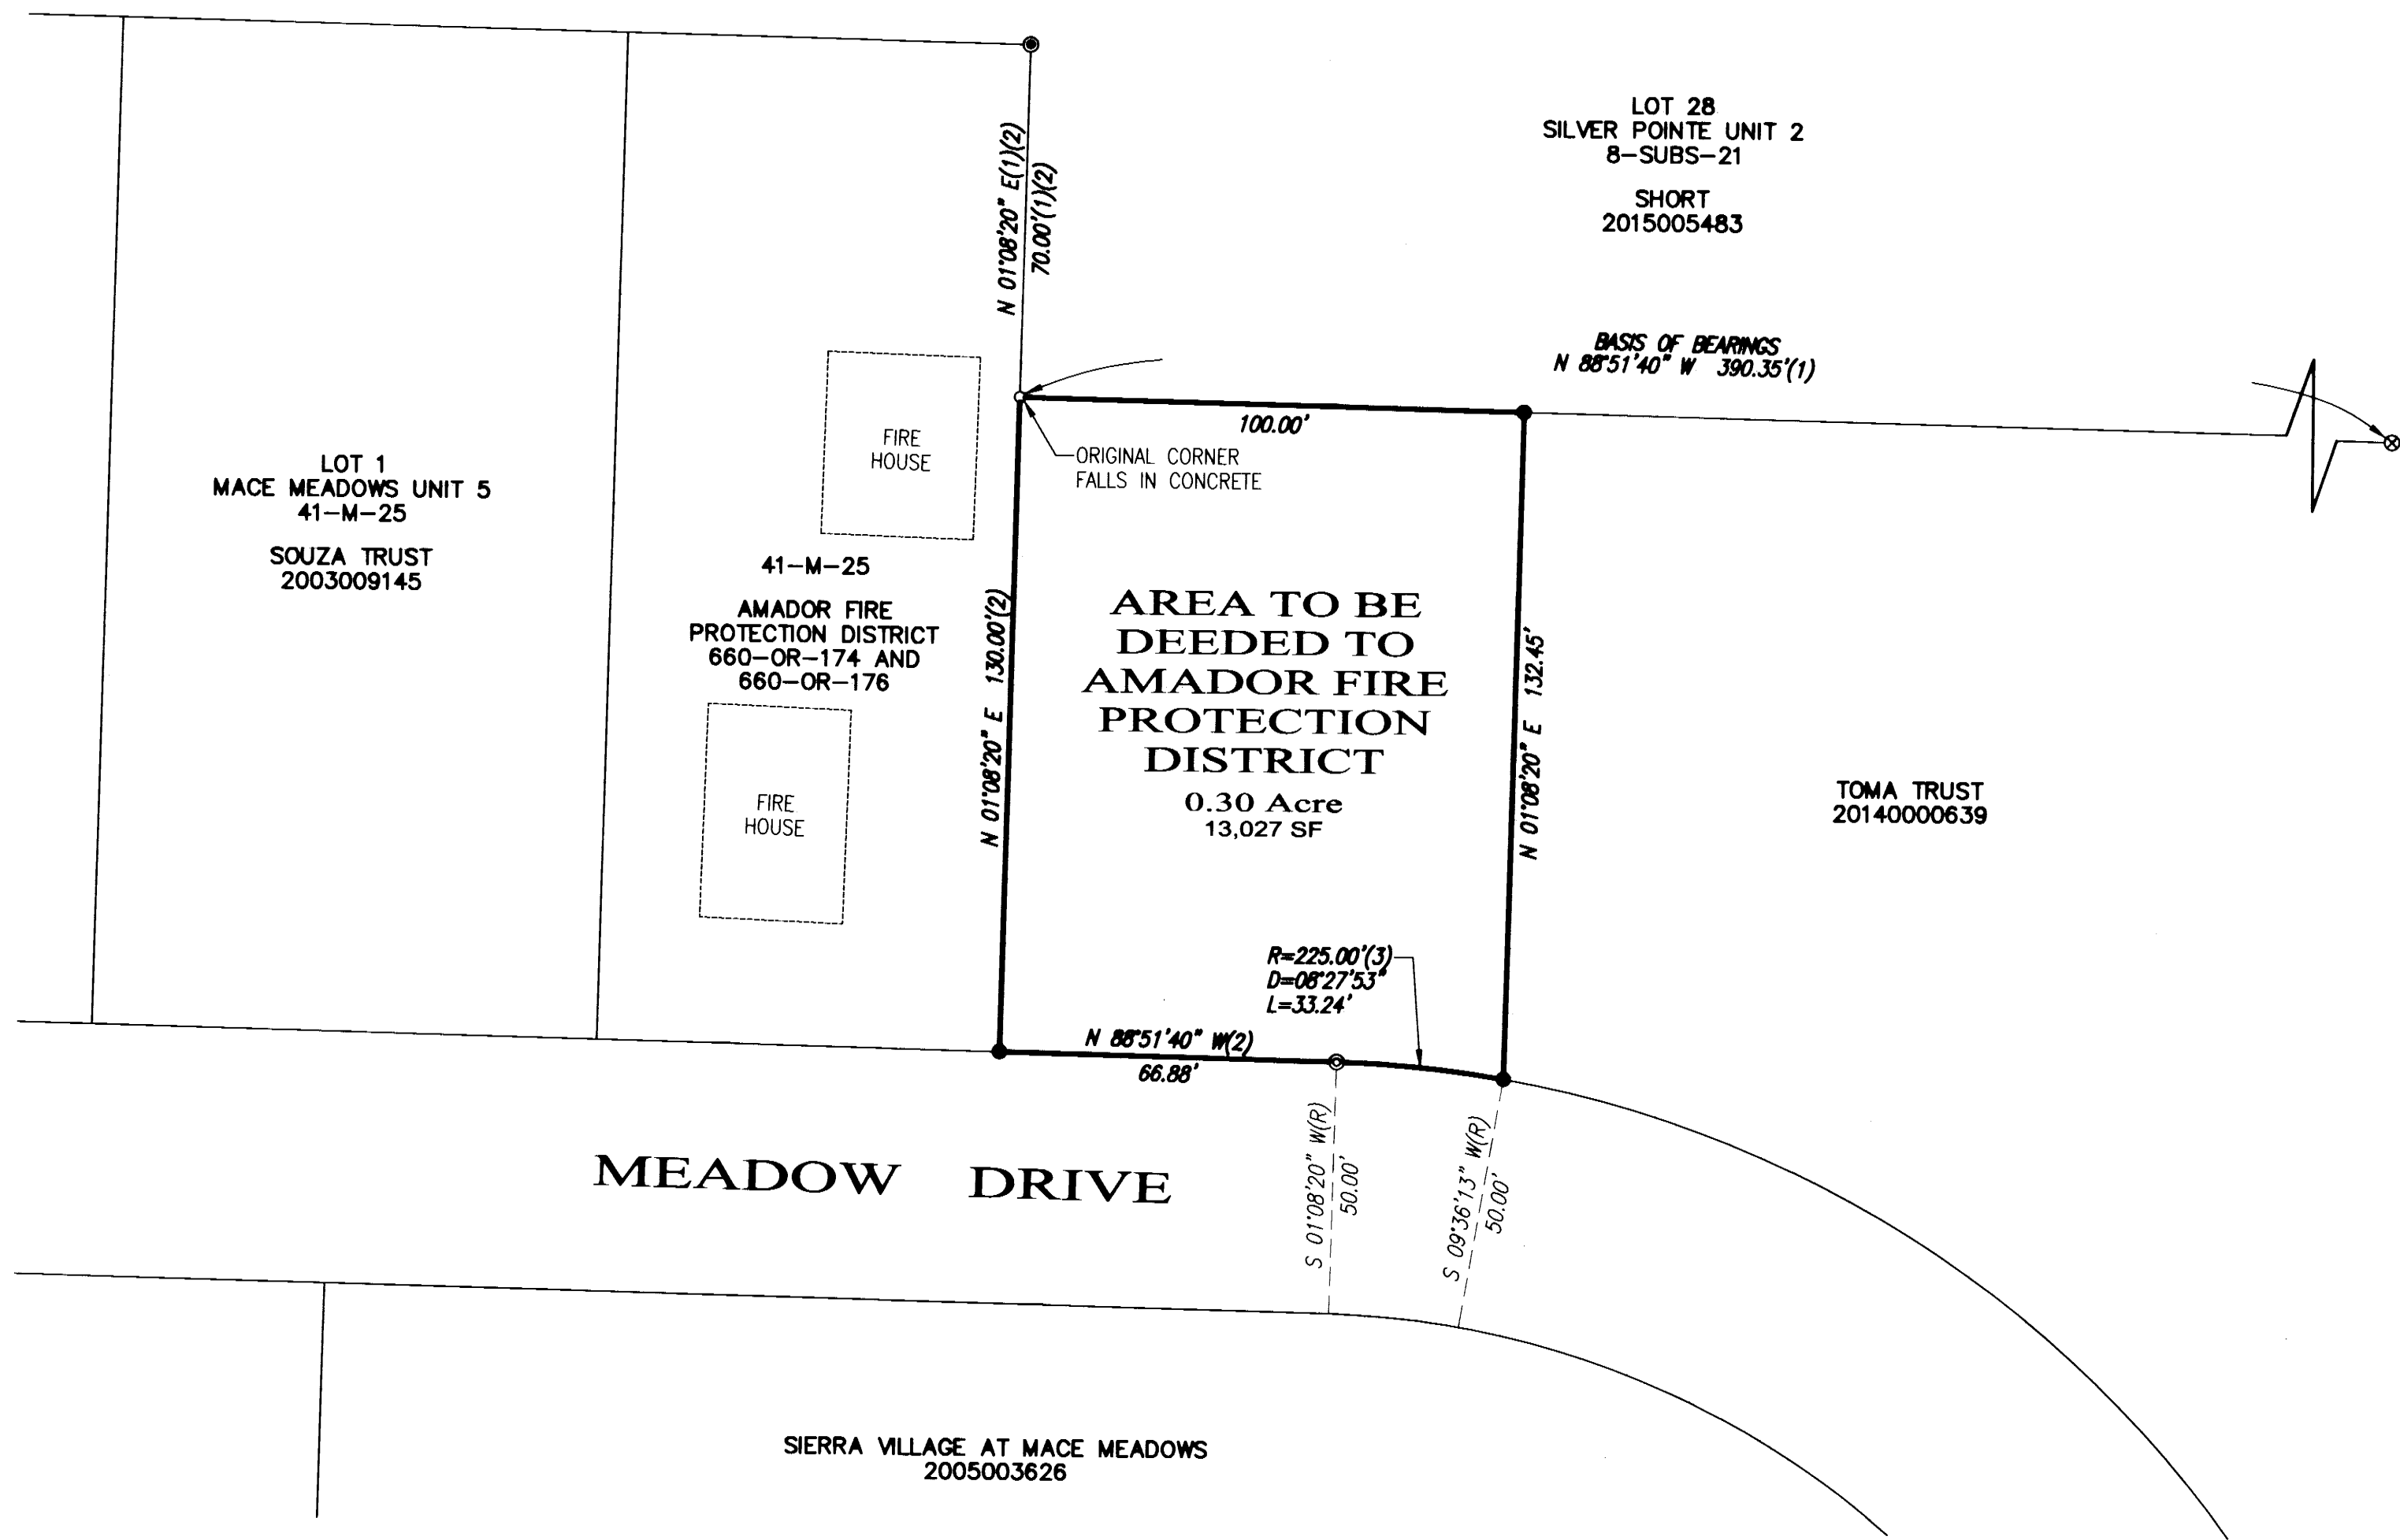 LOT 28
SILVER POINTE UNIT 2
8-SUBS-21
SHORT
2015005483
N 01°08'20" E(1)(2)
70.00'(1)(2)
BASIS OF BEARINGS
N 88°51'40" W 390.35'(1)
100.00'
ORIGINAL CORNER
FALLS IN CONCRETE
FIRE
HOUSE
LOT 1
MACE MEADOWS UNIT 5
41-M-25
SOUZA TRUST
2003009145
41-M-25
AMADOR FIRE
PROTECTION DISTRICT
660-OR-174 AND
660-OR-176
FIRE
HOUSE
N 01°08'20" E 130.00'(2)
AREA TO BE
DEEDED TO
AMADOR FIRE
PROTECTION
DISTRICT
0.30 Acre
13,027 SF
N 01°08'20" E 132.45'
TOMA TRUST
20140000639
R=225.00'(3)
D=08°27'53"
L=33.24'
N 88°51'40" W(2)
66.88'
S 01°08'20" W(R)
50.00'
S 09°36'13" W(R)
50.00'
MEADOW DRIVE
SIERRA VILLAGE AT MACE MEADOWS
2005003626